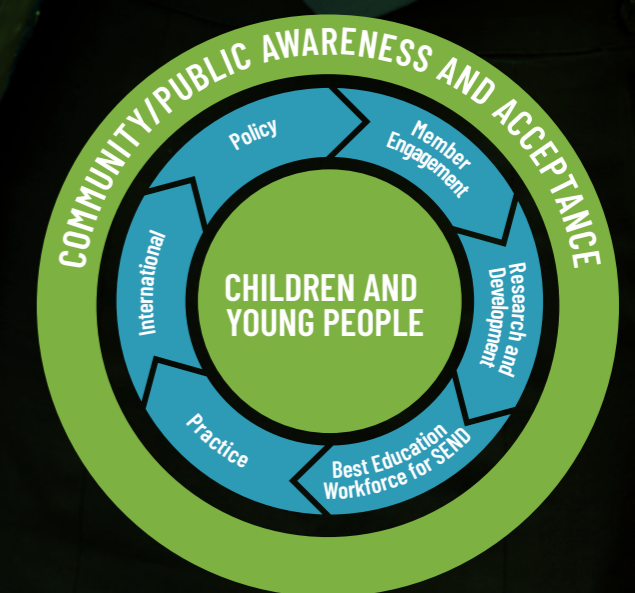 COMMUNITY/PUBLIC AWARENESS AND ACCEPTANCE
Policy
Member
Engagement
Research and
Development
Best Education
Workforce for SEND
Practice
International
CHILDREN AND
YOUNG PEOPLE